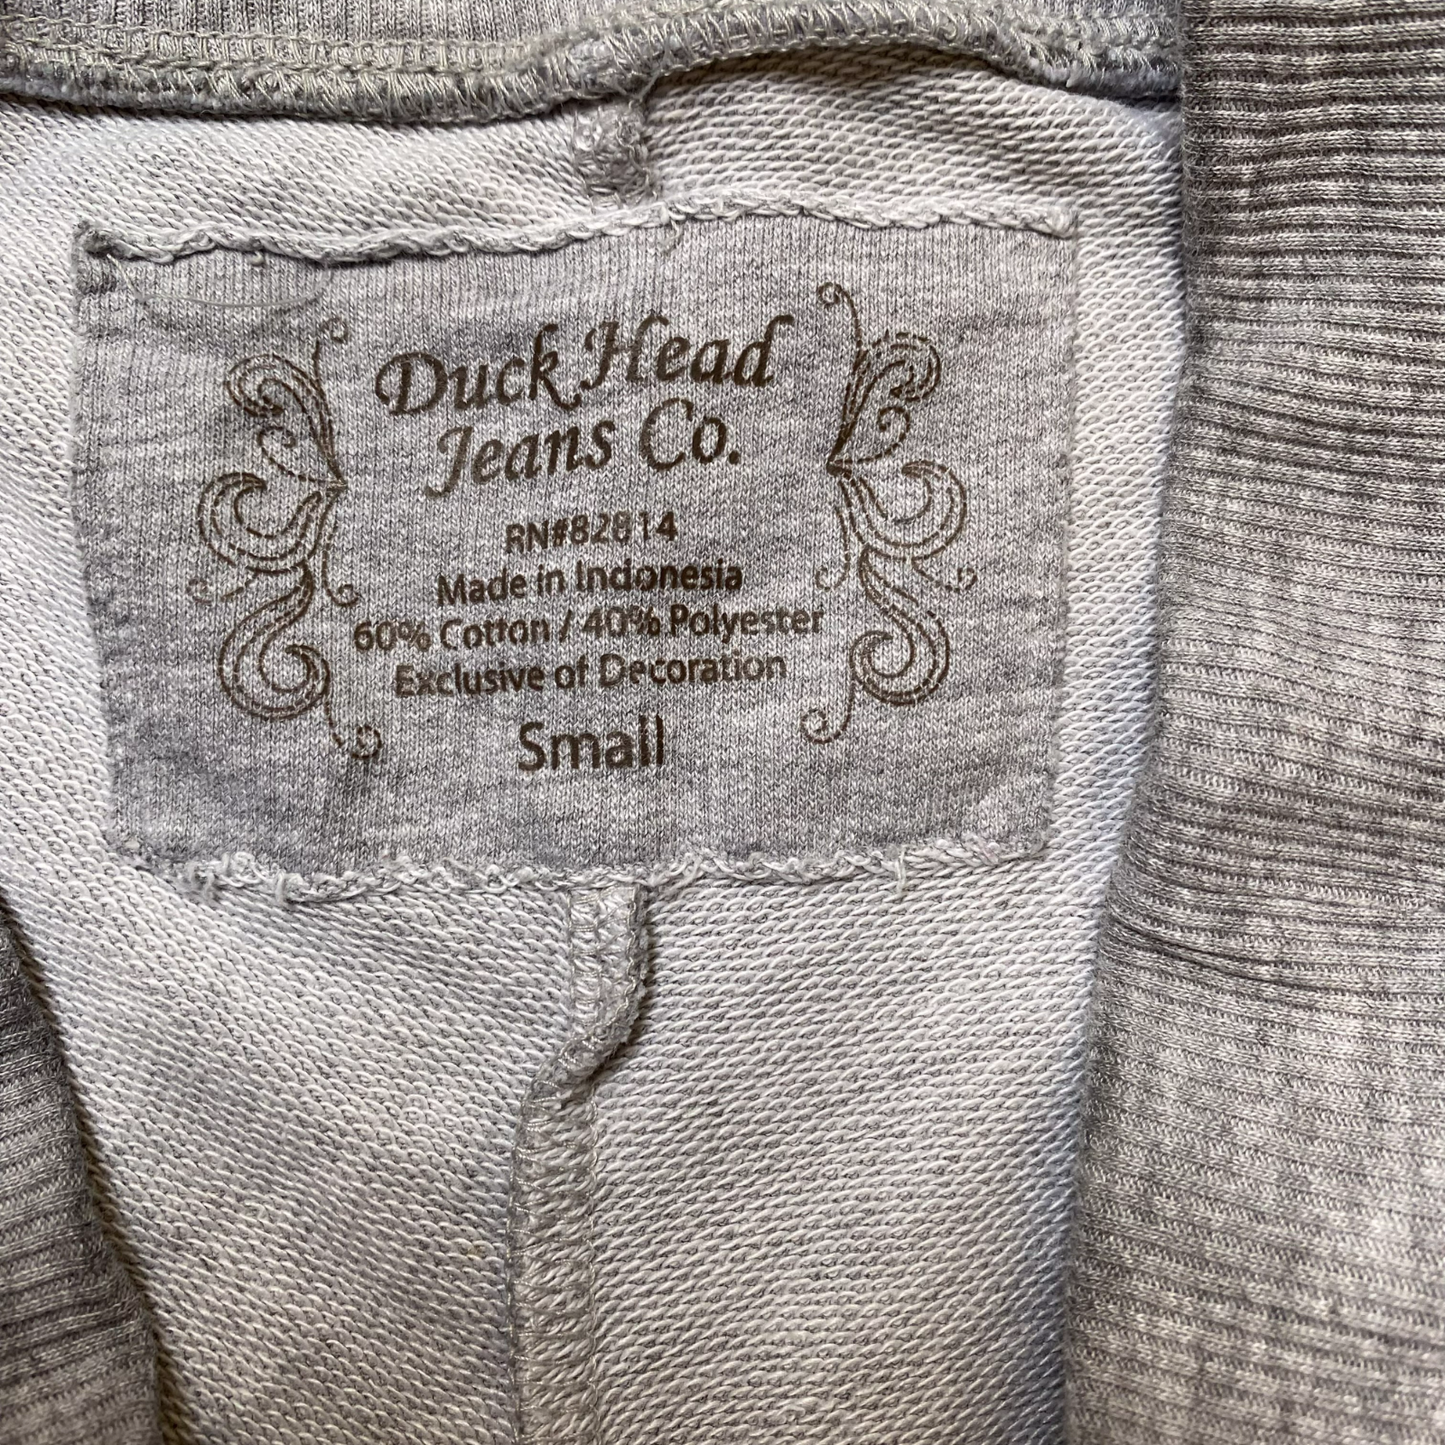 Duck Head
Jeans Co.
RN#82814
Made in Indonesia
60% Cotton / 40% Polyester
Exclusive of Decoration
Small